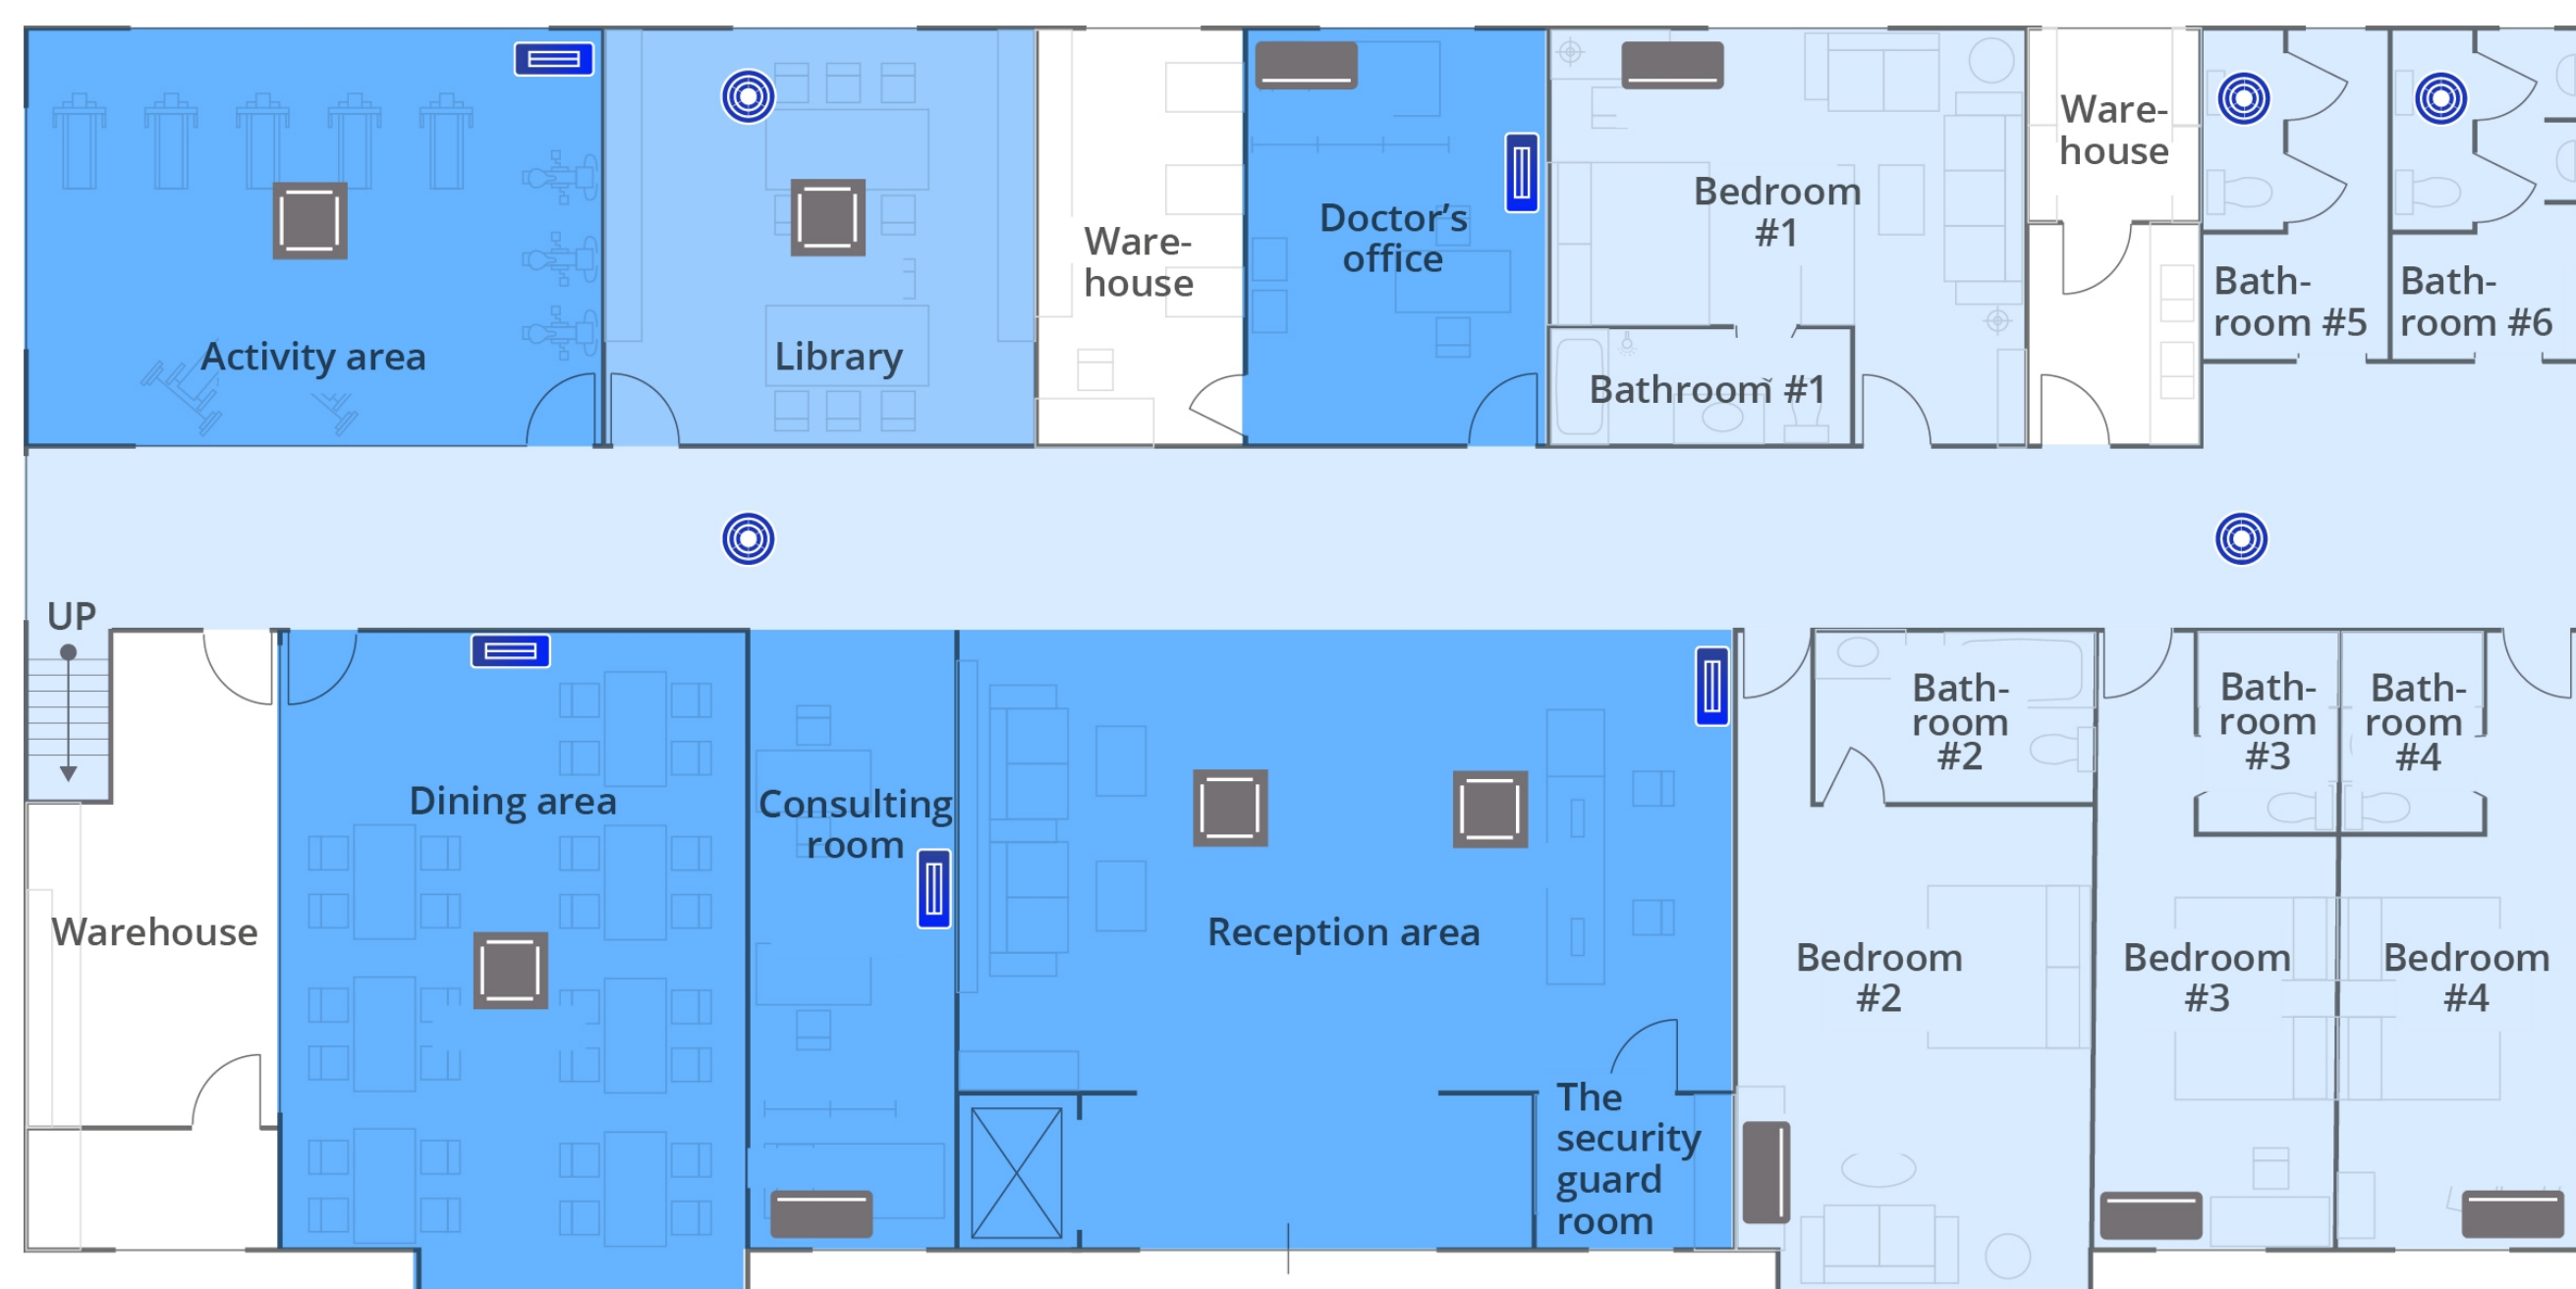 Activity area
Library
Ware-
house
Doctor's
office
Bedroom
#1
Bathroom #1
Ware-
house
Bath-
room #5
Bath-
room #6
UP
Warehouse
Dining area
Consulting
room
Reception area
The
security
guard
room
Bath-
room
#2
Bedroom
#2
Bath-
room
#3
Bedroom
#3
Bath-
room
#4
Bedroom
#4